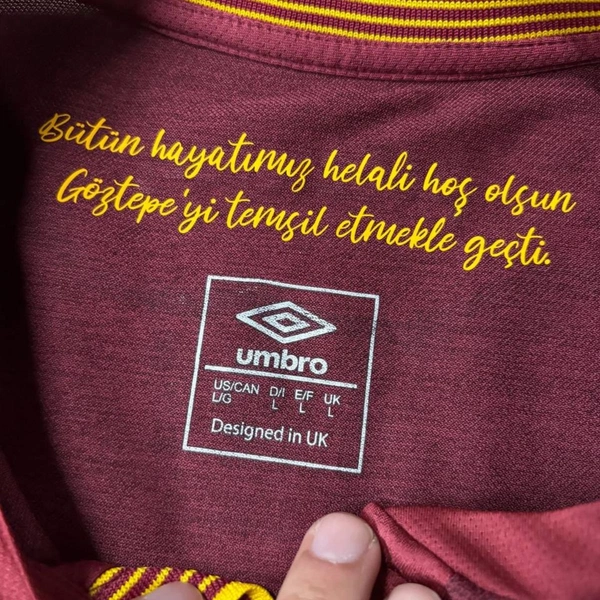 Bütün hayatımız helali hoş olsun
Göztepe'yi temsil etmekle geçti.
umbro
US/CAN D/I E/F UK
L/G L L L
Designed in UK